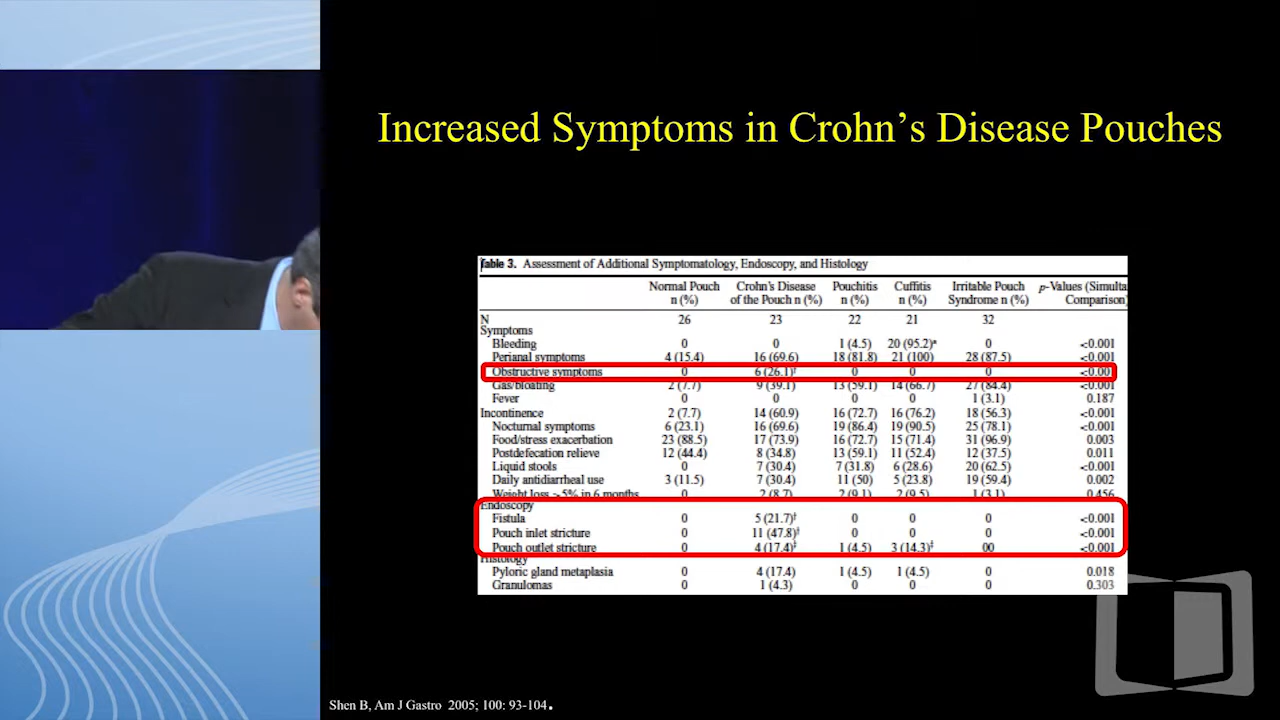 Increased Symptoms in Crohn's Disease Pouches
Table 3. Assessment of Additional Symptomatology, Endoscopy, and Histology
Normal Pouch n (%) Crohn's Disease of the Pouch n (%) Pouchitis n (%) Cuffitis n (%) Irritable Pouch Syndrome n (%) p-Values (Simulta Comparison)
N 26 23 22 21 32
Symptoms
Bleeding 0 0 1 (4.5) 20 (95.2)* 0 <0.001
Perianal symptoms 4 (15.4) 16 (69.6) 18 (81.8) 21 (100) 28 (87.5) <0.001
Obstructive symptoms 0 6 (26.1)† 0 0 0 <0.001
Gas/bloating 2 (7.7) 9 (39.1) 13 (59.1) 14 (66.7) 27 (84.4) <0.001
Fever 0 0 0 0 1 (3.1) 0.187
Incontinence 2 (7.7) 14 (60.9) 16 (72.7) 16 (76.2) 18 (56.3) <0.001
Nocturnal symptoms 6 (23.1) 16 (69.6) 19 (86.4) 19 (90.5) 25 (78.1) <0.001
Food/stress exacerbation 23 (88.5) 17 (73.9) 16 (72.7) 15 (71.4) 31 (96.9) 0.003
Postdefecation relieve 12 (44.4) 8 (34.8) 13 (59.1) 11 (52.4) 12 (37.5) 0.011
Liquid stools 0 7 (30.4) 7 (31.8) 6 (28.6) 20 (62.5) <0.001
Daily antidiarrheal use 3 (11.5) 7 (30.4) 11 (50) 5 (23.8) 19 (59.4) 0.002
Weight loss >5% in 6 months 0 2 (8.7) 2 (9.1) 2 (9.5) 1 (3.1) 0.456
Endoscopy
Fistula 0 5 (21.7)† 0 0 0 <0.001
Pouch inlet stricture 0 11 (47.8)† 0 0 0 <0.001
Pouch outlet stricture 0 4 (17.4)‡ 1 (4.5) 3 (14.3)‡ 00 <0.001
Histology
Pyloric gland metaplasia 0 4 (17.4) 1 (4.5) 1 (4.5) 0 0.018
Granulomas 0 1 (4.3) 0 0 0 0.303
Shen B, Am J Gastro 2005; 100: 93-104.